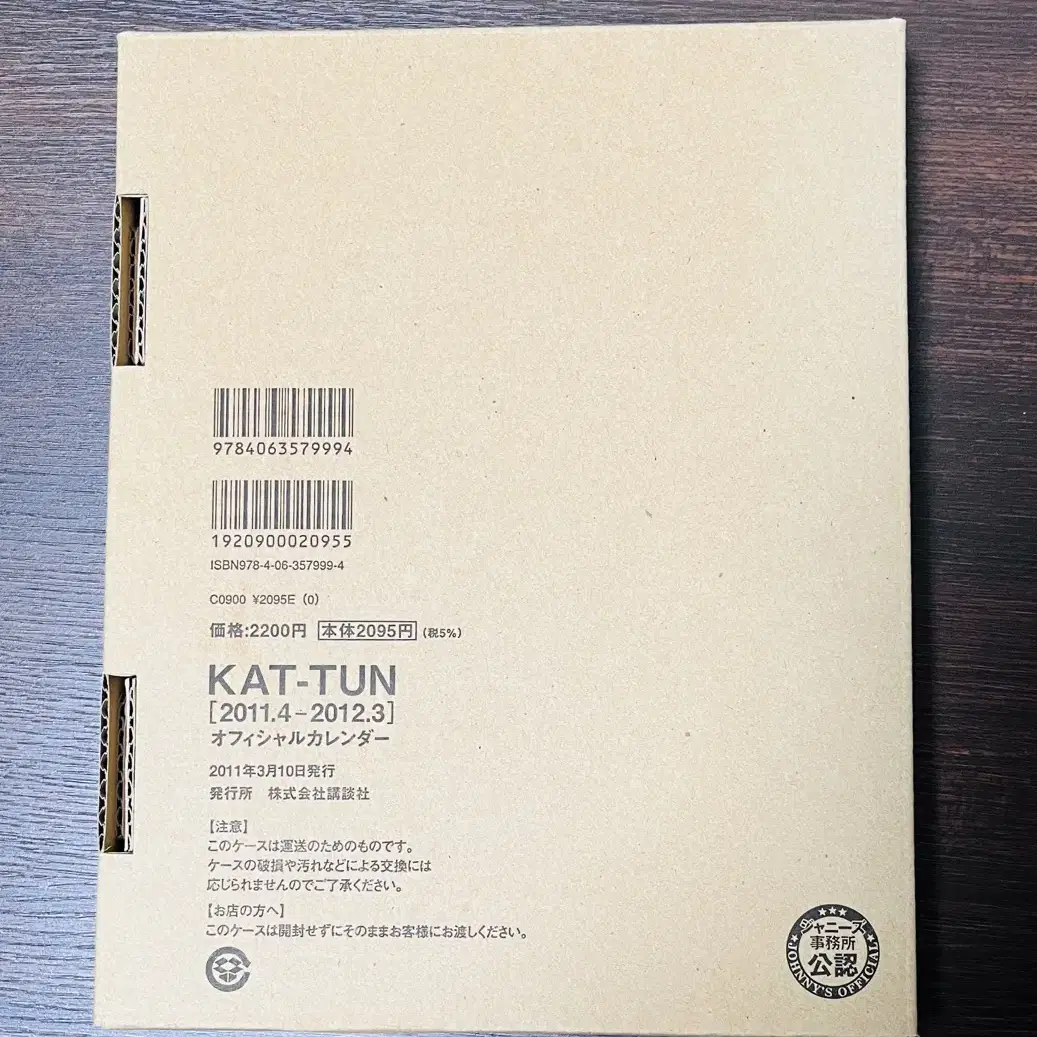 9784063579994
1920900020955
ISBN978-4-06-357999-4
C0900 ¥2095E (0)
価格:2200円 本体2095円 (税5%)
KAT-TUN
[2011.4-2012.3]
オフィシャルカレンダー
2011年3月10日発行
発行所 株式会社講談社
【注意】
このケースは運送のためのものです。
ケースの破損や汚れなどによる交換には
応じられませんのでご了承ください。
【お店の方へ】
このケースは開封せずにそのままお客様にお渡しください。
ジャニーズ
事務所
公認
JOHNNY'S OFFICIAL